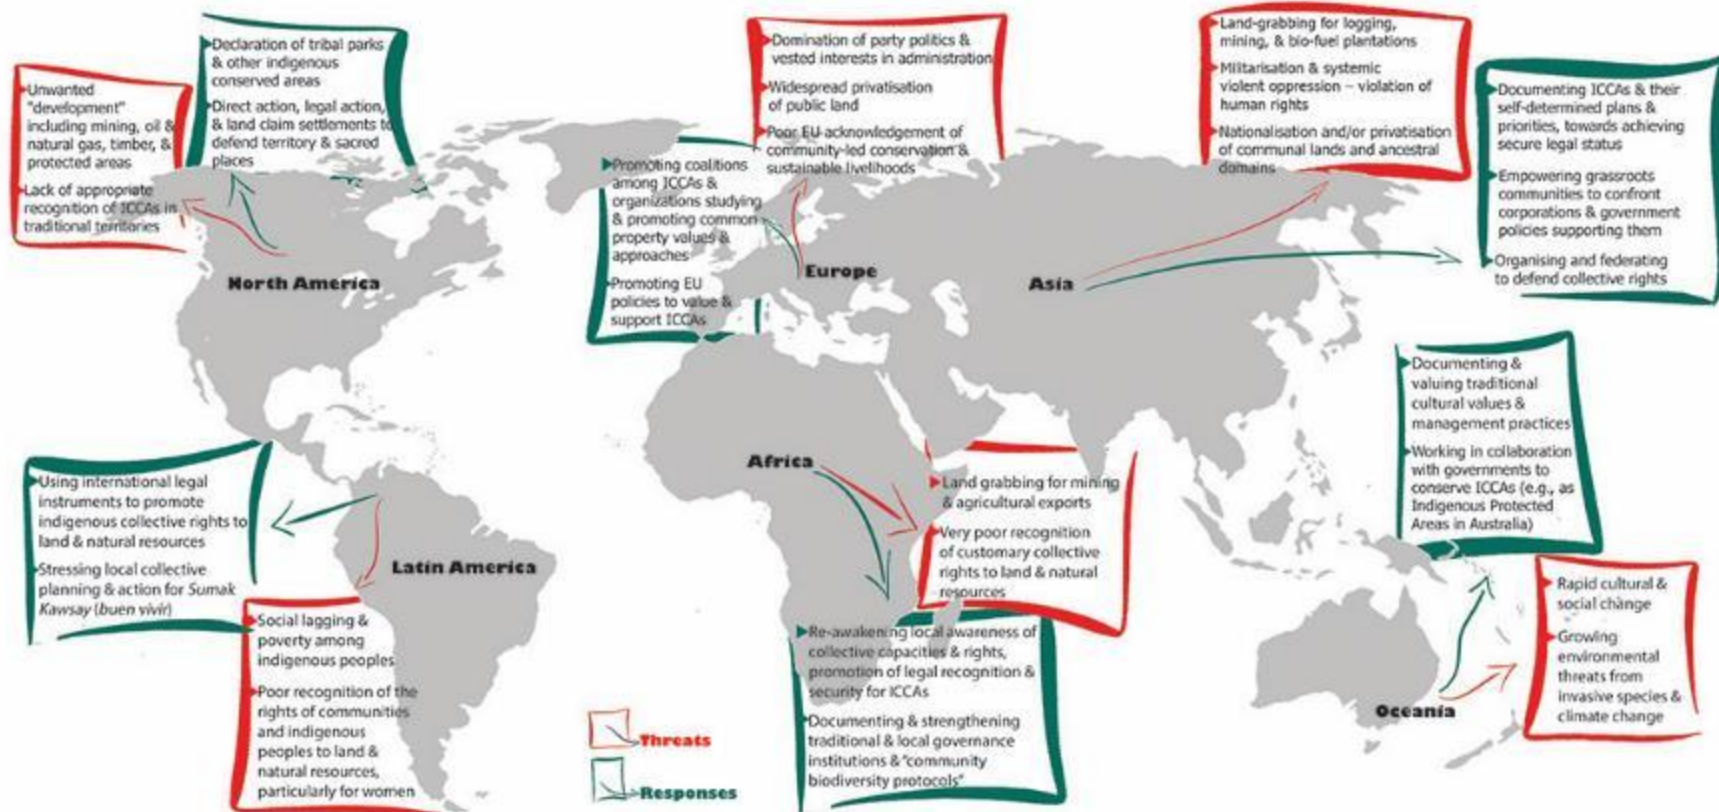 Unwanted
"development"
including mining, oil &
natural gas, timber, &
protected areas
Lack of appropriate
recognition of ICCAs in
traditional territories
Declaration of tribal parks
& other indigenous
conserved areas
Direct action, legal action,
& land claim settlements to
defend territory & sacred
places
North America
Domination of party politics &
vested interests in administration
Widespread privatisation
of public land
Poor EU acknowledgement of
community-led conservation &
sustainable livelihoods
Promoting coalitions
among ICCAs &
organizations studying
& promoting common
property values &
approaches
Promoting EU
policies to value &
support ICCAs
Europe
Land-grabbing for logging,
mining, & bio-fuel plantations
Militarisation & systemic
violent oppression – violation of
human rights
Nationalisation and/or privatisation
of communal lands and ancestral
domains
Documenting ICCAs & their
self-determined plans &
priorities, towards achieving
secure legal status
Empowering grassroots
communities to confront
corporations & government
policies supporting them
Organising and federating
to defend collective rights
Asia
Using international legal
instruments to promote
indigenous collective rights to
land & natural resources
Stressing local collective
planning & action for Sumak
Kawsay (buen vivir)
Latin America
Social lagging &
poverty among
indigenous peoples
Poor recognition of the
rights of communities
and indigenous
peoples to land &
natural resources,
particularly for women
Africa
Land grabbing for mining
& agricultural exports
Very poor recognition
of customary collective
rights to land & natural
resources
Re-awakening local awareness of
collective capacities & rights,
promotion of legal recognition &
security for ICCAs
Documenting & strengthening
traditional & local governance
institutions & "community
biodiversity protocols"
Documenting &
valuing traditional
cultural values &
management practices
Working in collaboration
with governments to
conserve ICCAs (e.g., as
Indigenous Protected
Areas in Australia)
Rapid cultural &
social change
Growing
environmental
threats from
invasive species &
climate change
Oceania
Threats
Responses